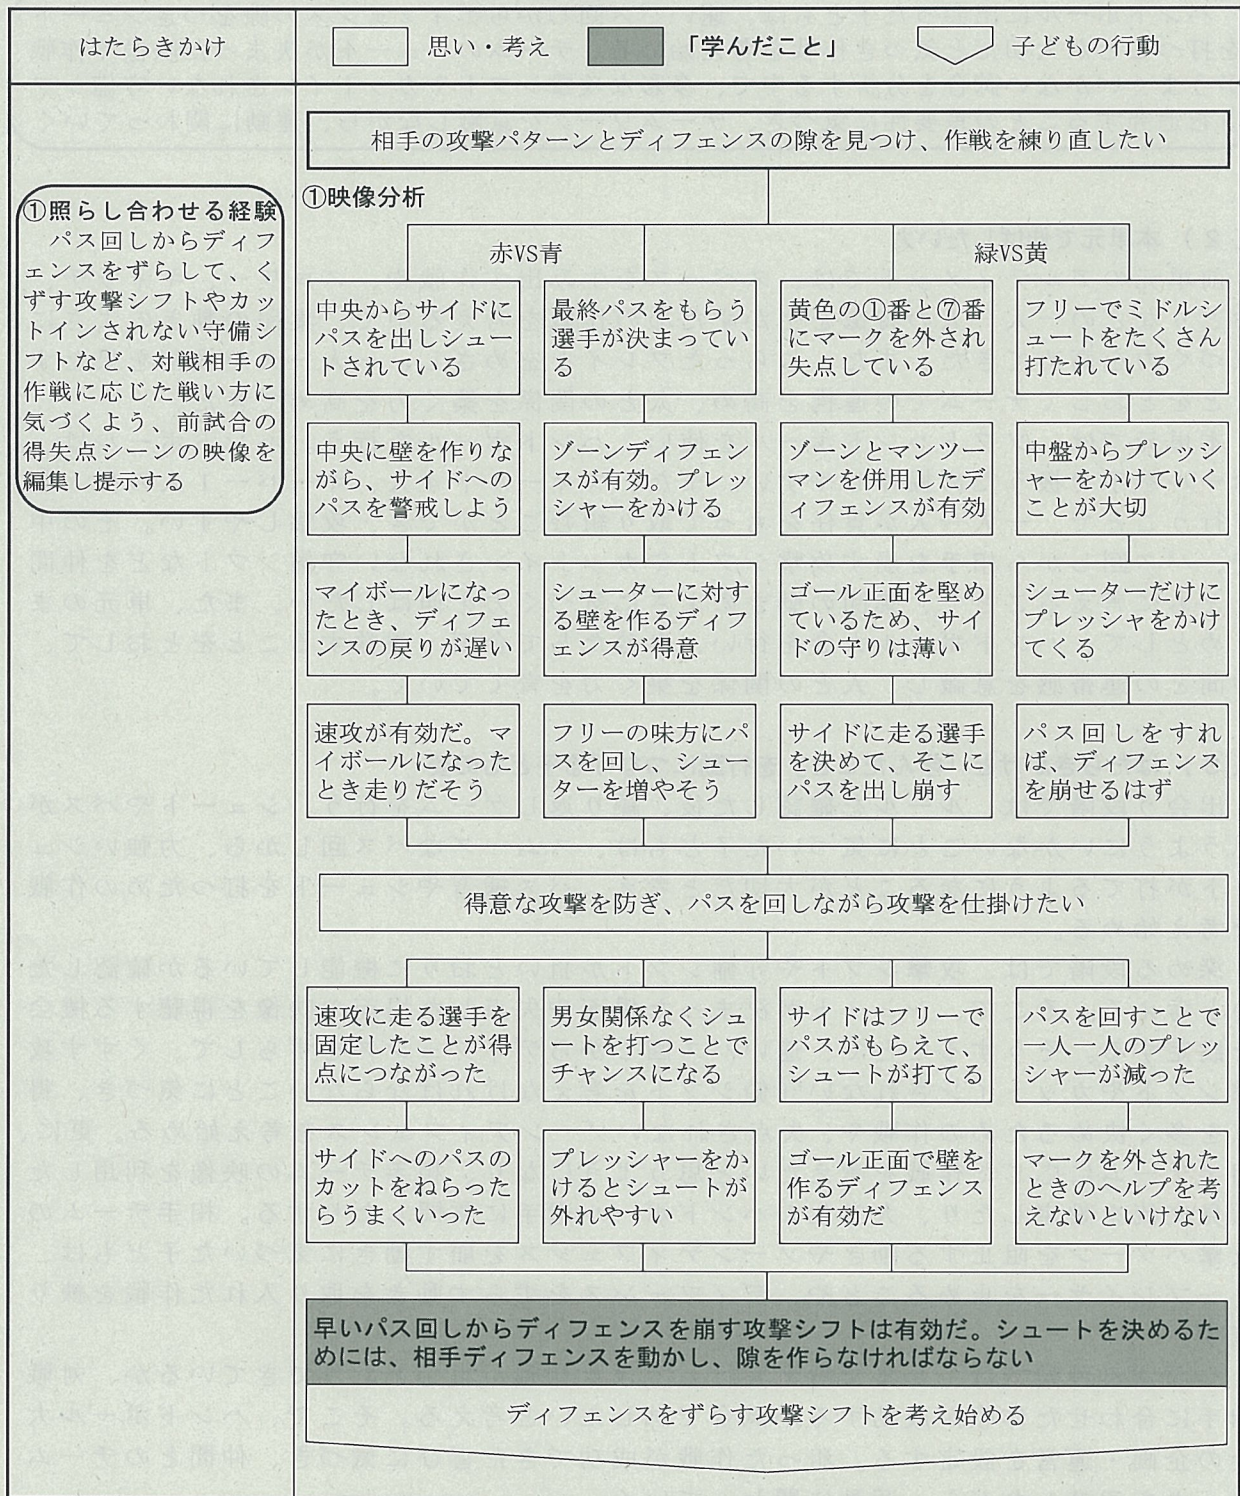 はたらきかけ
思い・考え
「学んだこと」
子どもの行動
相手の攻撃パターンとディフェンスの隙を見つけ、作戦を練り直したい
①照らし合わせる経験
パス回しからディフ
ェンスをずらして、く
ずす攻撃シフトやカッ
トインされない守備シ
フトなど、対戦相手の
作戦に応じた戦い方に
気づくよう、前試合の
得失点シーンの映像を
編集し提示する
①映像分析
赤VS青
緑VS黄
中央からサイドに
パスを出しシュー
トされている
最終パスをもらう
選手が決まってい
る
黄色の①番と⑦番
にマークを外され
失点している
フリーでミドルシ
ュートをたくさん
打たれている
中央に壁を作りな
がら、サイドへの
パスを警戒しよう
ゾーンディフェン
スが有効。プレッ
シャーをかける
ゾーンとマンツー
マンを併用したデ
ィフェンスが有効
中盤からプレッシ
ャーをかけていく
ことが大切
マイボールになっ
たとき、ディフェ
ンスの戻りが遅い
シューターに対す
る壁を作るディフ
ェンスが得意
ゴール正面を堅め
ているため、サイ
ドの守りは薄い
シューターだけに
プレッシャをかけ
てくる
速攻が有効だ。マ
イボールになった
とき走りだそう
フリーの味方にパ
スを回し、シュー
ターを増やそう
サイドに走る選手
を決めて、そこに
パスを出し崩す
パス回しをすれ
ば、ディフェンス
を崩せるはず
得意な攻撃を防ぎ、パスを回しながら攻撃を仕掛けたい
速攻に走る選手を
固定したことが得
点につながった
男女関係なくシュ
ートを打つことで
チャンスになる
サイドはフリーで
パスがもらえて、
シュートが打てる
パスを回すことで
一人一人のプレッ
シャーが減った
サイドへのパスの
カットをねらった
らうまくいった
プレッシャーをか
けるとシュートが
外れやすい
ゴール正面で壁を
作るディフェンス
が有効だ
マークを外された
ときのヘルプを考
えないといけない
早いパス回しからディフェンスを崩す攻撃シフトは有効だ。シュートを決めるた
めには、相手ディフェンスを動かし、隙を作らなければならない
ディフェンスをずらす攻撃シフトを考え始める